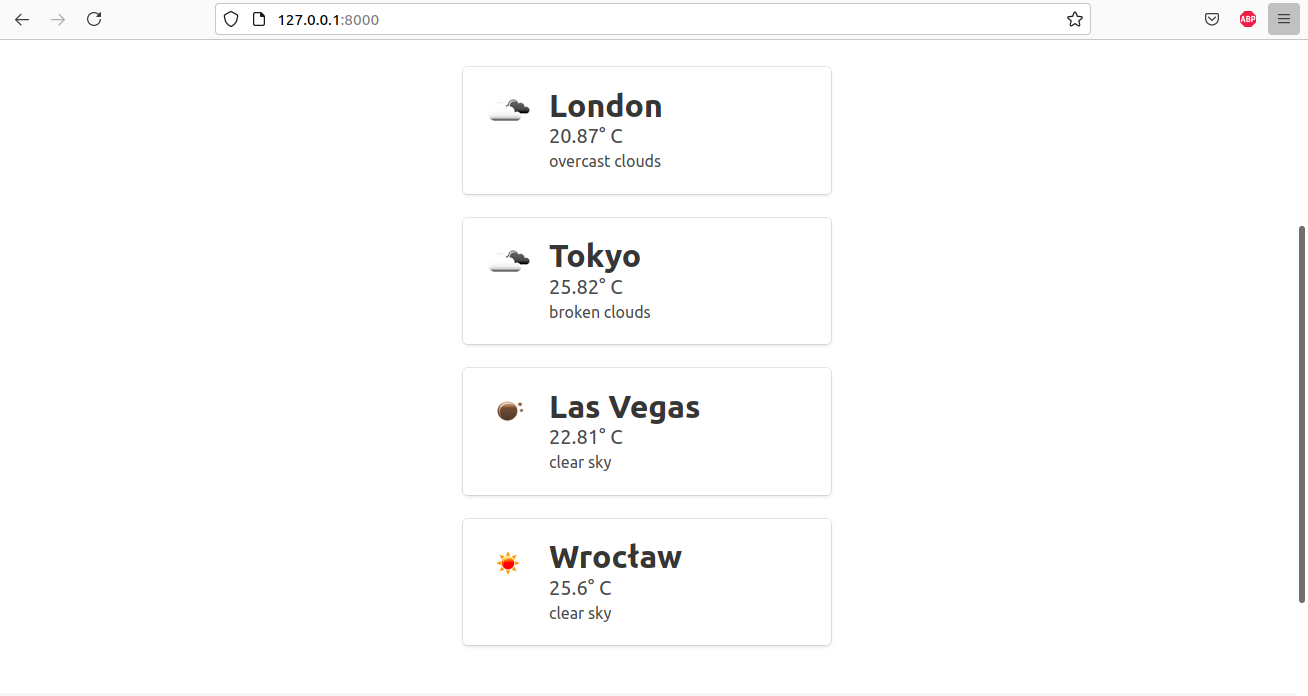 127.0.0.1:8000
ABP
London
20.87° C
overcast clouds
Tokyo
25.82° C
broken clouds
Las Vegas
22.81° C
clear sky
Wrocław
25.6° C
clear sky